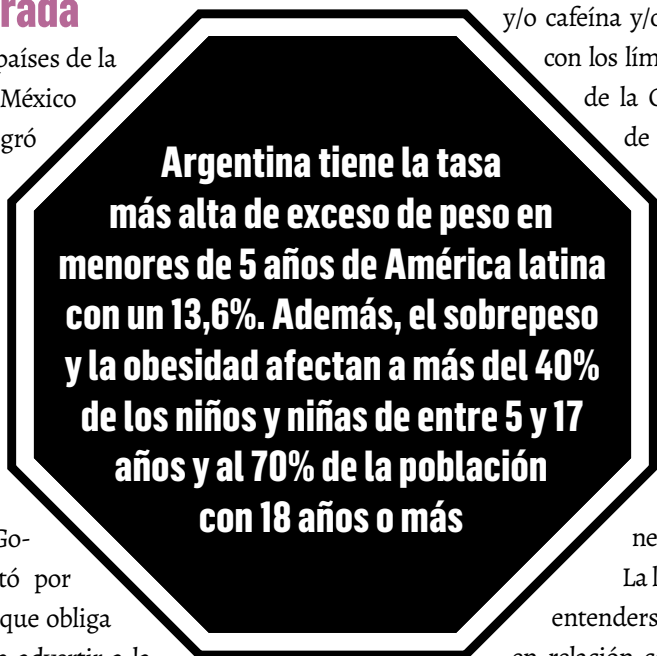 rada
países de la
México
gró
y/o cafeína y/o
con los lím
de la
de
Argentina tiene la tasa
más alta de exceso de peso en
menores de 5 años de América latina
con un 13,6%. Además, el sobrepeso
y la obesidad afectan a más del 40%
de los niños y niñas de entre 5 y 17
años y al 70% de la población
con 18 años o más
Go-
tó por
que obliga
advertir a la
ne
La l
entenders
en relación